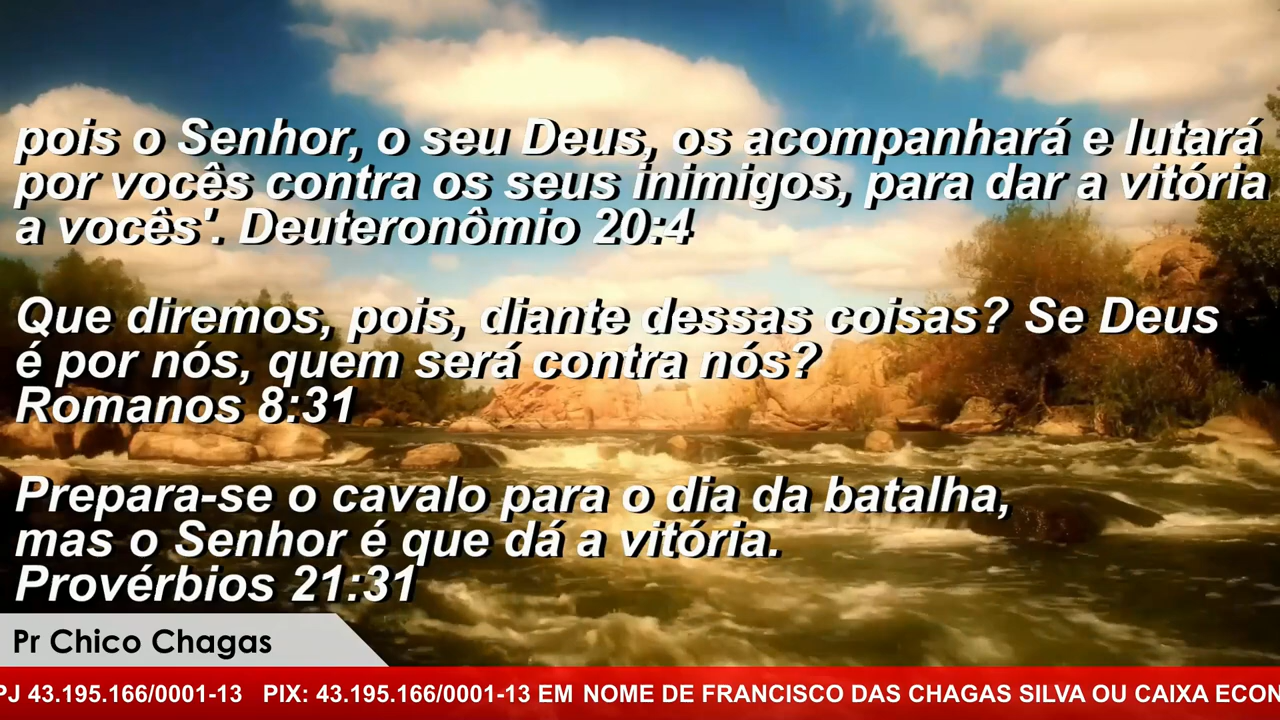 pois o Senhor, o seu Deus, os acompanhará e lutará
por vocês contra os seus inimigos, para dar a vitória
a vocês'. Deuteronômio 20:4
Que diremos, pois, diante dessas coisas? Se Deus
é por nós, quem será contra nós?
Romanos 8:31
Prepara-se o cavalo para o dia da batalha,
mas o Senhor é que dá a vitória.
Provérbios 21:31
Pr Chico Chagas
PJ 43.195.166/0001-13 PIX: 43.195.166/0001-13 EM NOME DE FRANCISCO DAS CHAGAS SILVA OU CAIXA ECON